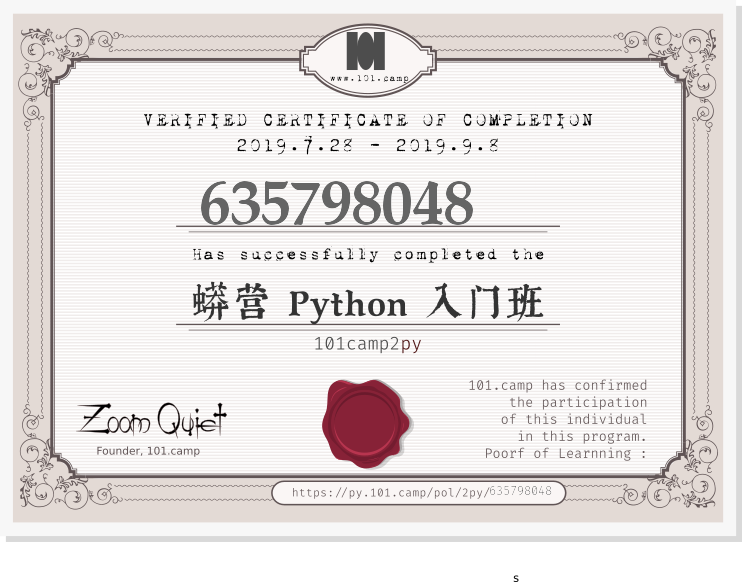 www.101.camp
VERIFIED CERTIFICATE OF COMPLETION
2019.7.28 - 2019.9.8
635798048
Has successfully completed the
蟒营 Python 入门班
101camp2py
Zoom Quiet
Founder, 101.camp
101.camp has confirmed
the participation
of this individual
in this program.
Poorf of Learnning :
https://py.101.camp/pol/2py/635798048
s